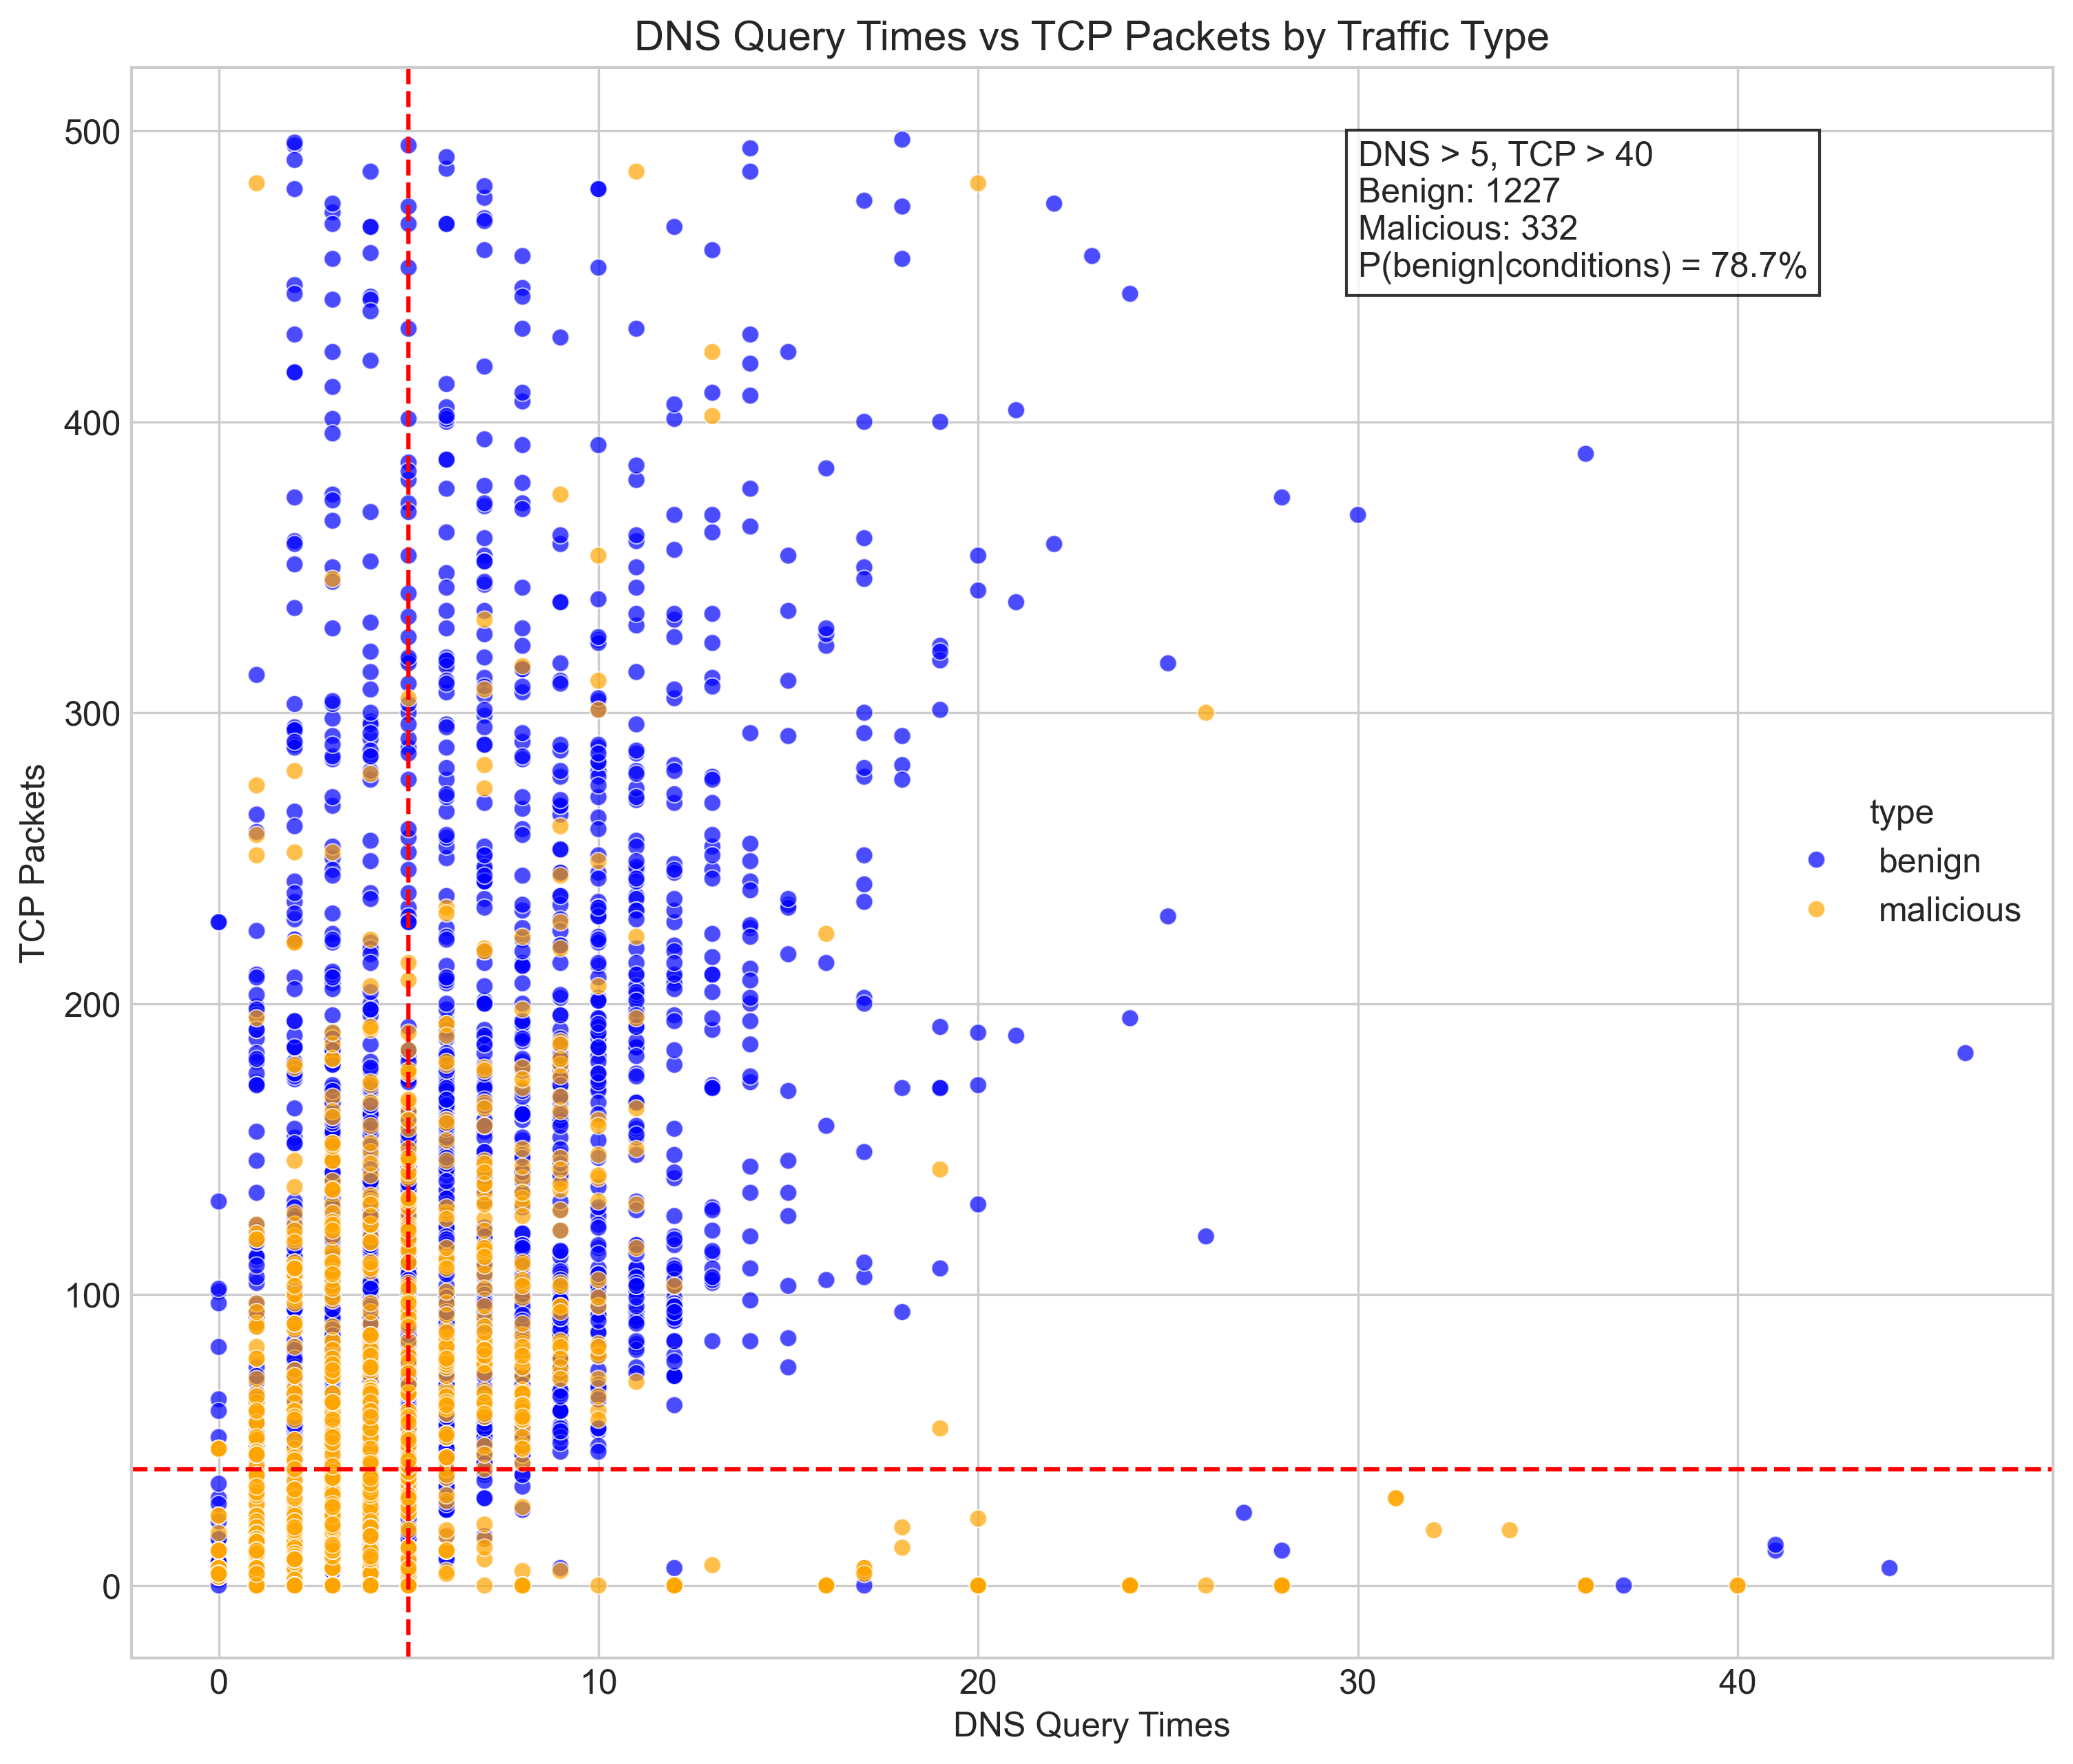 DNS Query Times vs TCP Packets by Traffic Type
500
400
300
200
100
0
TCP Packets
DNS > 5, TCP > 40
Benign: 1227
Malicious: 332
P(benign|conditions) = 78.7%
type
benign
malicious
0 10 20 30 40
DNS Query Times